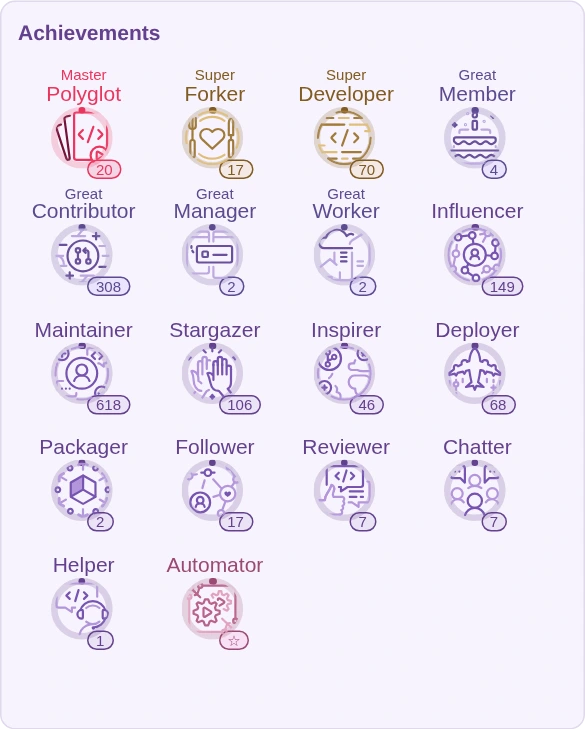 Achievements
Master Super Super Great
Polyglot Forker Developer Member
20 17 70 4
Great Great Great
Contributor Manager Worker Influencer
308 2 2 149
Maintainer Stargazer Inspirer Deployer
618 106 46 68
Packager Follower Reviewer Chatter
2 17 7 7
Helper Automator
1 ☆